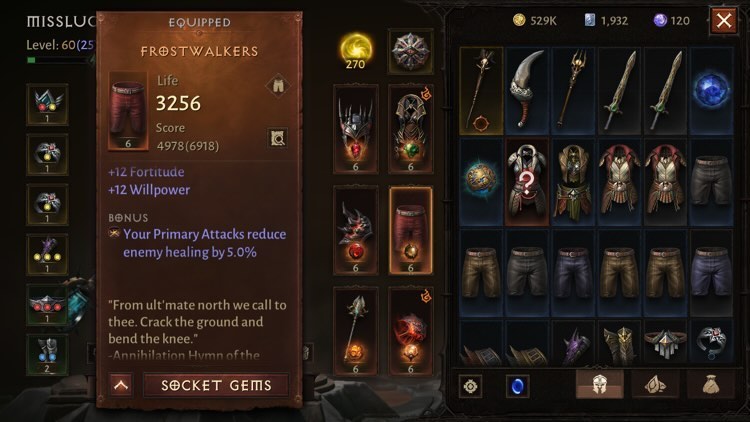 MISSLUC
Level: 60(25
EQUIPPED
FROSTWALKERS
Life
3256
Score
4978(6918)
6
+12 Fortitude
+12 Willpower
BONUS
Your Primary Attacks reduce
enemy healing by 5.0%
"From ult'mate north we call to
thee. Crack the ground and
bend the knee."
-Annihilation Hymn of the
SOCKET GEMS
1
1
1
1
1
2
270
6
6
6
6
6
6
529K
1,932
120
?